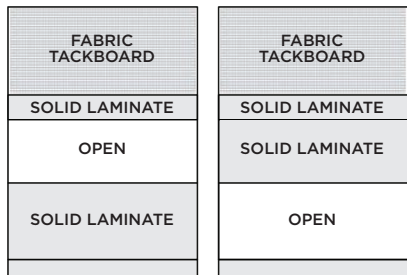 FABRIC
TACKBOARD
SOLID LAMINATE
OPEN
SOLID LAMINATE
FABRIC
TACKBOARD
SOLID LAMINATE
SOLID LAMINATE
OPEN